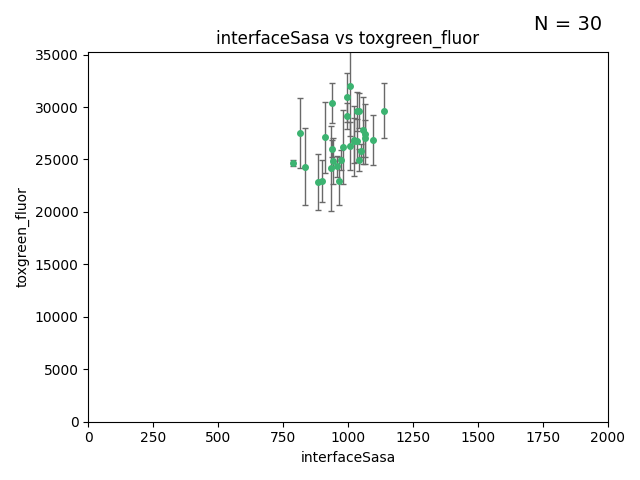 N = 30
interfaceSasa vs toxgreen_fluor
35000
30000
25000
20000
15000
10000
5000
0
toxgreen_fluor
0 250 500 750 1000 1250 1500 1750 2000
interfaceSasa